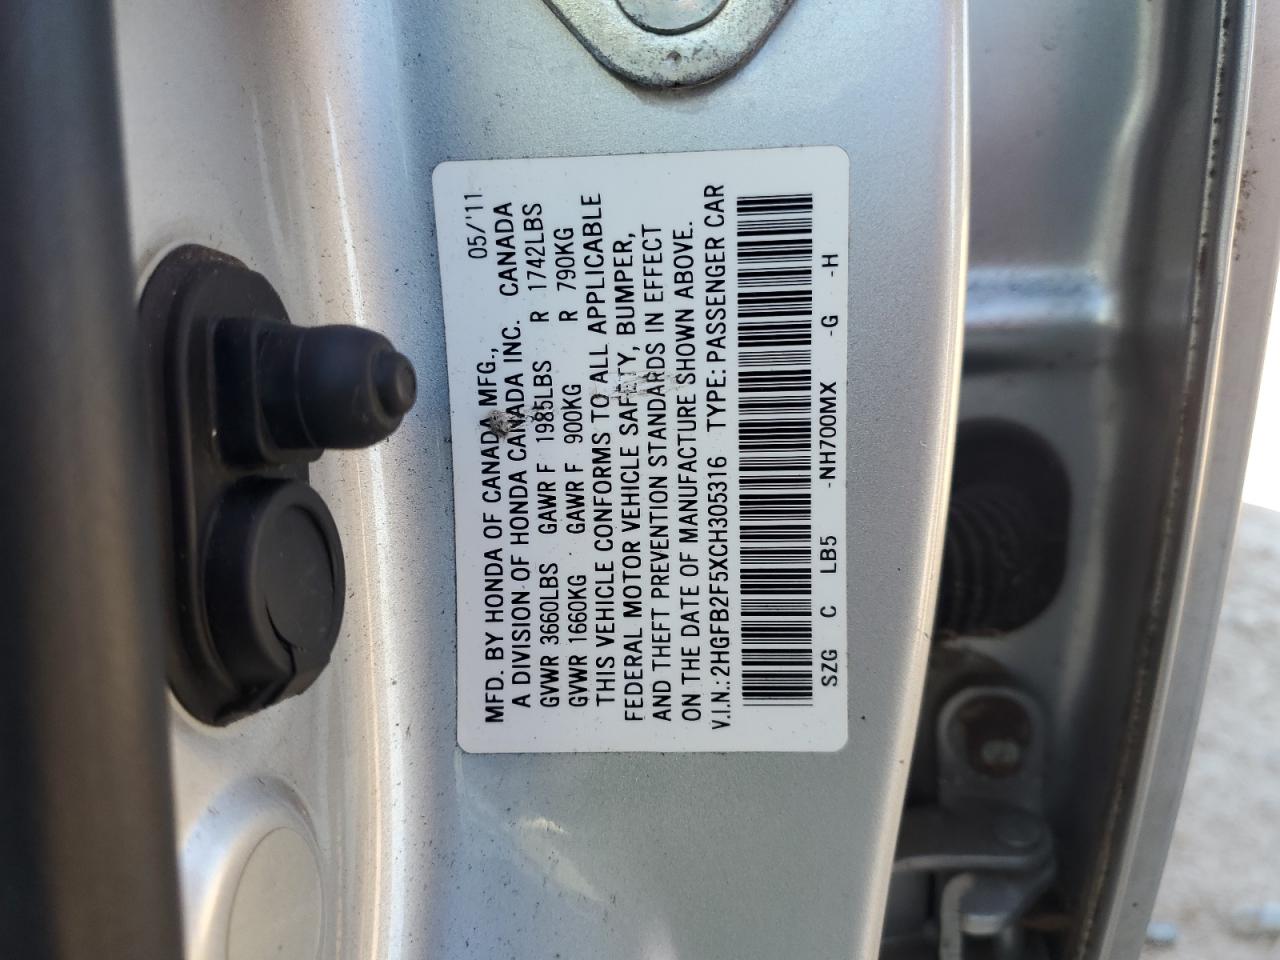 MFD. BY HONDA OF CANADA MFG., 05/'11
A DIVISION OF HONDA CANADA INC. CANADA
GVWR 3660LBS GAWR F 1985LBS R 1742LBS
GVWR 1660KG GAWR F 900KG R 790KG
THIS VEHICLE CONFORMS TO ALL APPLICABLE
FEDERAL MOTOR VEHICLE SAFETY, BUMPER,
AND THEFT PREVENTION STANDARDS IN EFFECT
ON THE DATE OF MANUFACTURE SHOWN ABOVE.
V.I.N.:2HGFB2F5XCH305316 TYPE:PASSENGER CAR
SZG C LB5 -NH700MX -G -H